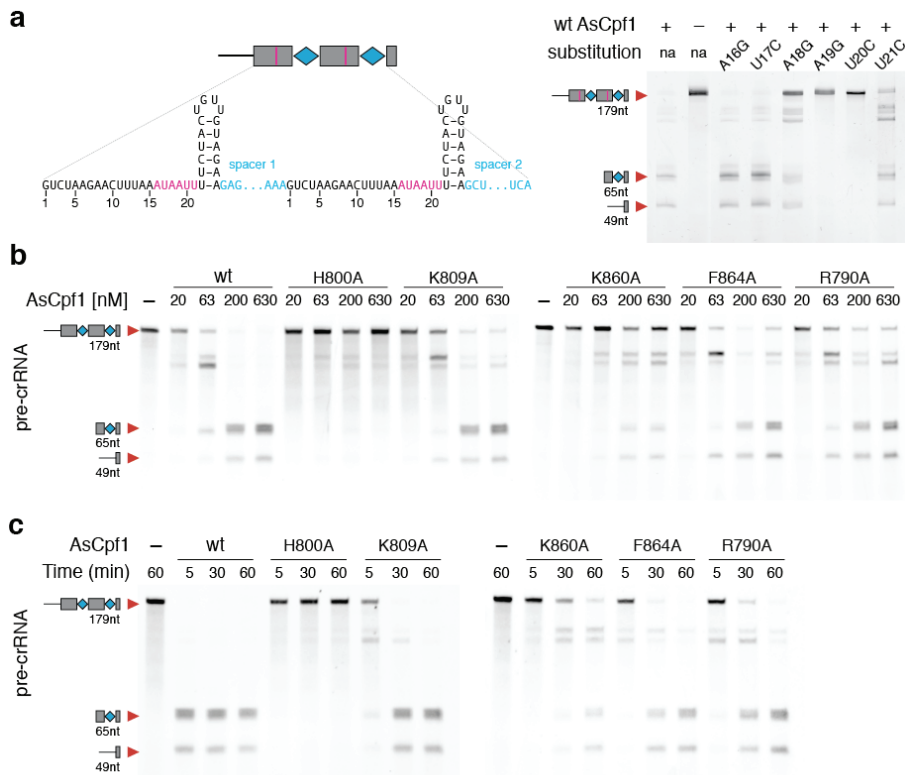 a
wt AsCpf1 + – + + + + + +
substitution na na A16G U17C A18G A19G U20C U21C
179nt
65nt
49nt
G U
U U
C-G
A-U
U-A
C-G
U-A
U-G
spacer 1
G U
U U
C-G
A-U
U-A
C-G
U-A
U-G
spacer 2
GUCUAAGAACUUUAAAUAAUU U-A GAG...AAAGUCUAAGAACUUUAAAUAAUU U-A GCU...UCA
1 5 10 15 20 1 5 10 15 20
b
wt H800A K809A K860A F864A R790A
AsCpf1 [nM] – 20 63 200 630 20 63 200 630 20 63 200 630 – 20 63 200 630 20 63 200 630 20 63 200 630
179nt
pre-crRNA
65nt
49nt
c
AsCpf1 – wt H800A K809A – K860A F864A R790A
Time (min) 60 5 30 60 5 30 60 5 30 60 60 5 30 60 5 30 60 5 30 60
179nt
pre-crRNA
65nt
49nt